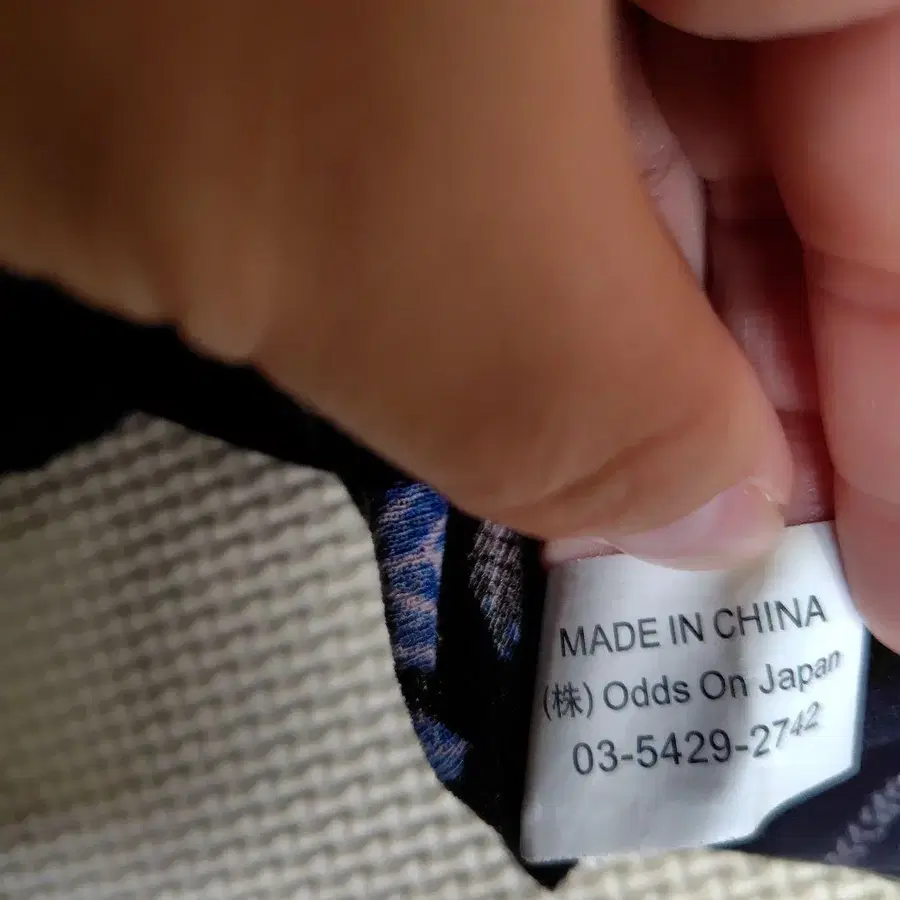 MADE IN CHINA
(株) Odds On Japan
03-5429-2742